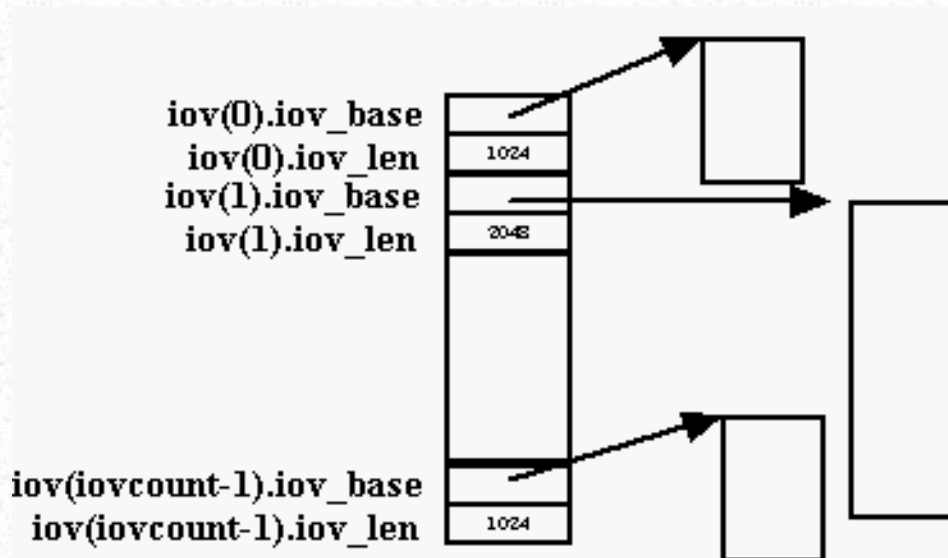 iov(0).iov_base
iov(0).iov_len 1024
iov(1).iov_base
iov(1).iov_len 2048
iov(iovcount-1).iov_base
iov(iovcount-1).iov_len 1024